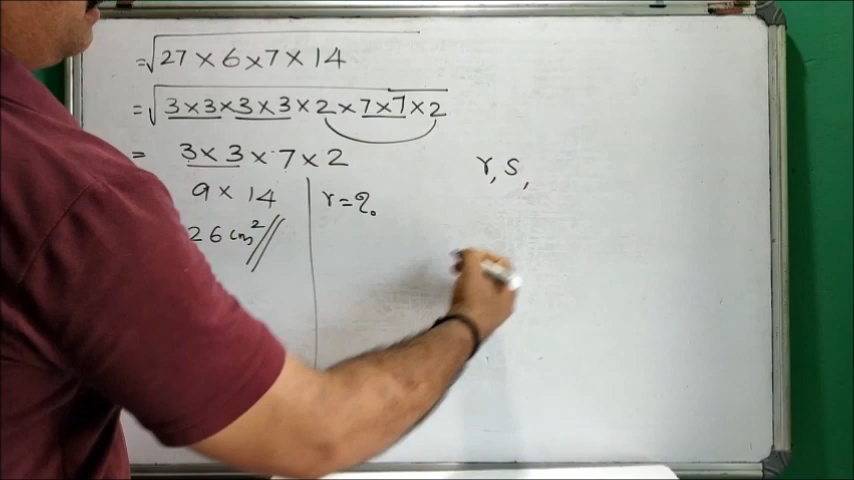 =√27×6×7×14
=√3×3×3×3×2×7×7×2
= 3×3×7×2
9×14
26 cm²//
r=?
r, s,